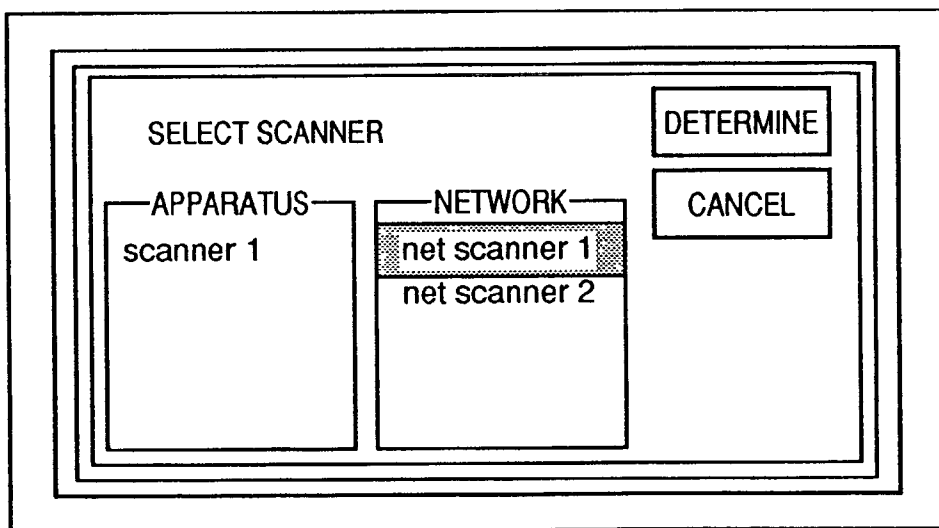 SELECT SCANNER
DETERMINE
CANCEL
APPARATUS
scanner 1
NETWORK
net scanner 1
net scanner 2